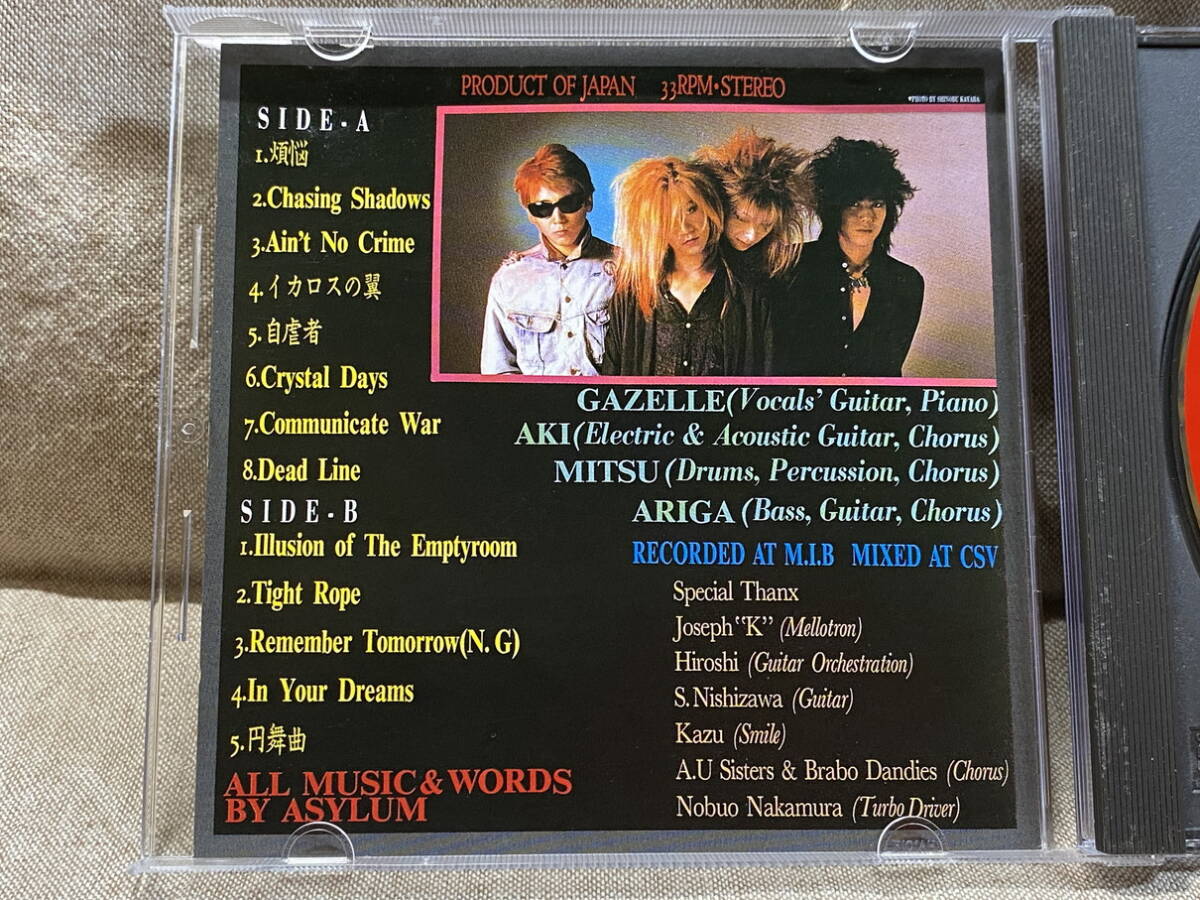 PRODUCT OF JAPAN 33RPM•STEREO
♥PHOTO BY SHINOBU KAYABA
SIDE-A
1.煩悩
2.Chasing Shadows
3.Ain't No Crime
4.イカロスの翼
5.自虐者
6.Crystal Days
7.Communicate War
8.Dead Line
SIDE-B
1.Illusion of The Emptyroom
2.Tight Rope
3.Remember Tomorrow(N.G)
4.In Your Dreams
5.円舞曲
ALL MUSIC & WORDS
BY ASYLUM
GAZELLE(Vocals' Guitar, Piano)
AKI(Electric & Acoustic Guitar, Chorus)
MITSU(Drums, Percussion, Chorus)
ARIGA(Bass, Guitar, Chorus)
RECORDED AT M.I.B MIXED AT CSV
Special Thanx
Joseph "K" (Mellotron)
Hiroshi (Guitar Orchestration)
S.Nishizawa (Guitar)
Kazu (Smile)
A.U Sisters & Brabo Dandies (Chorus)
Nobuo Nakamura (Turbo Driver)